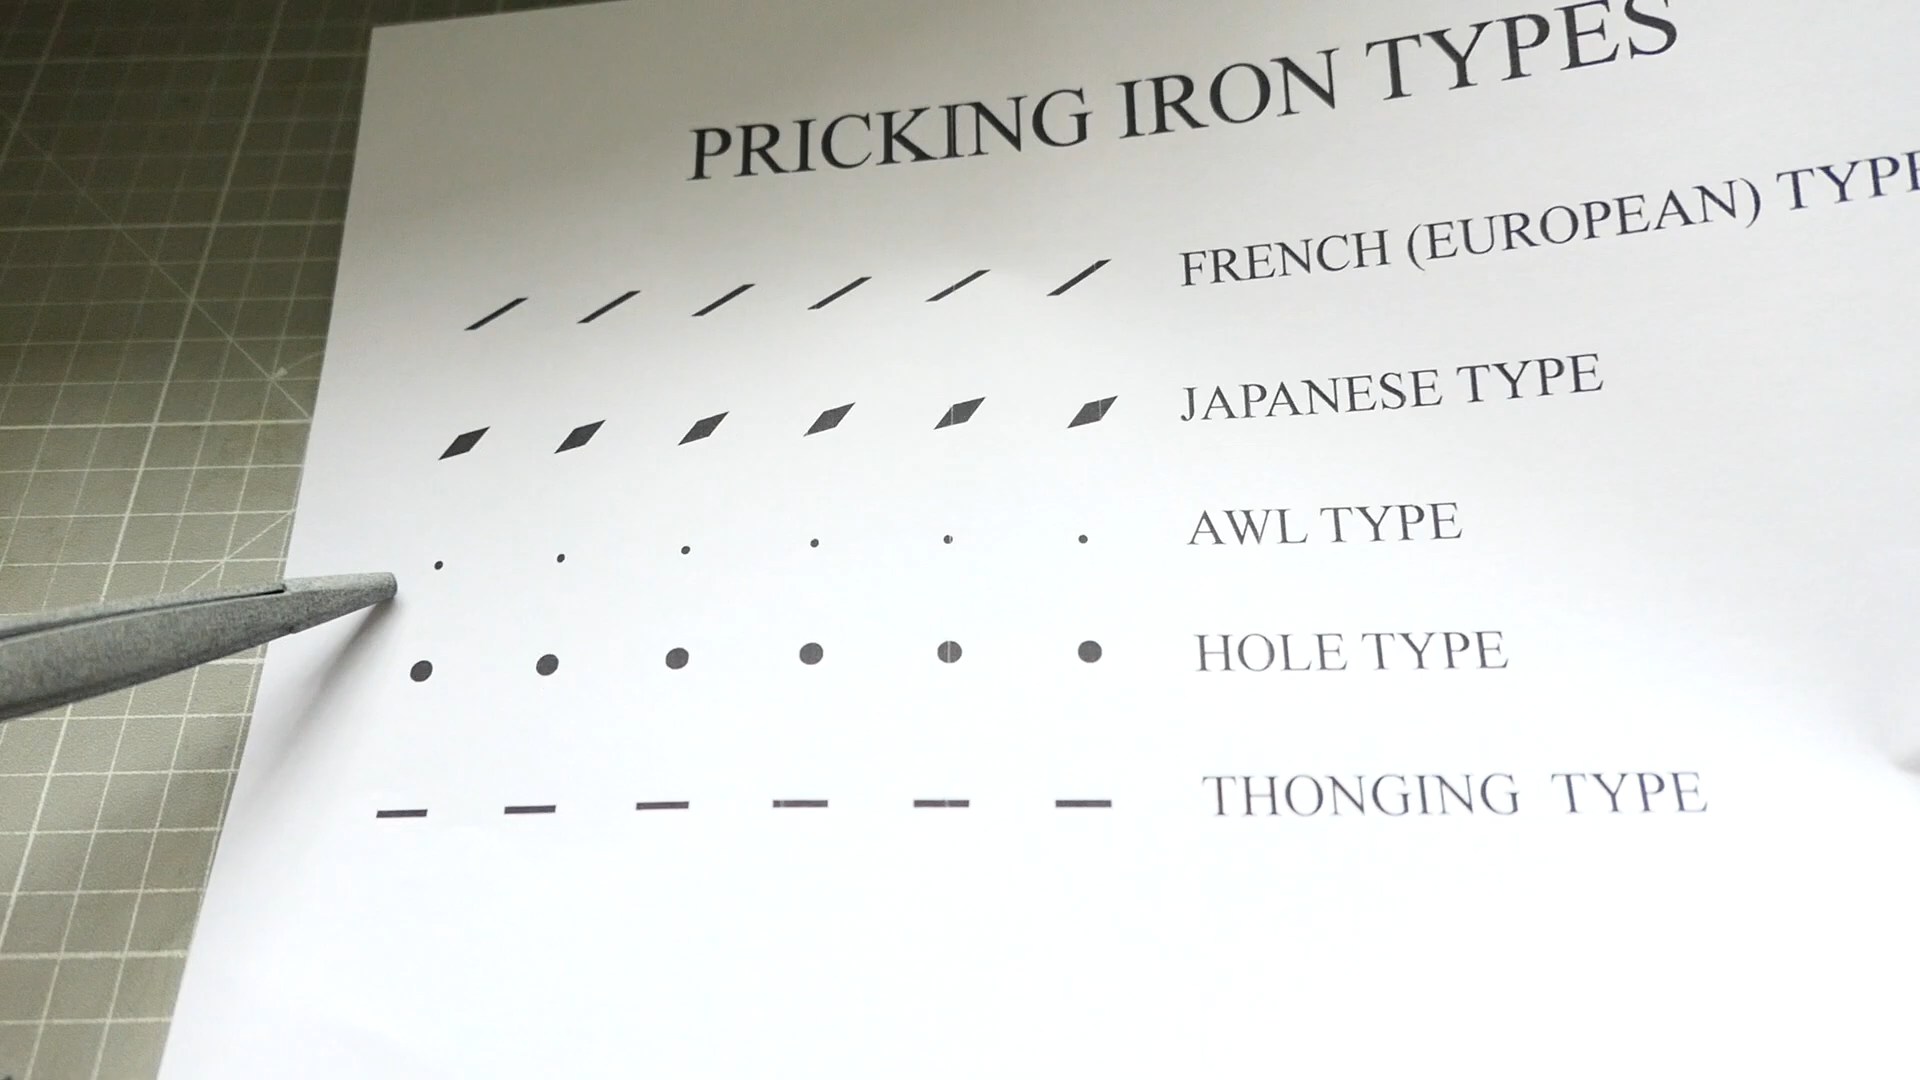 PRICKING IRON TYPES
FRENCH (EUROPEAN) TYPE
JAPANESE TYPE
AWL TYPE
HOLE TYPE
THONGING TYPE